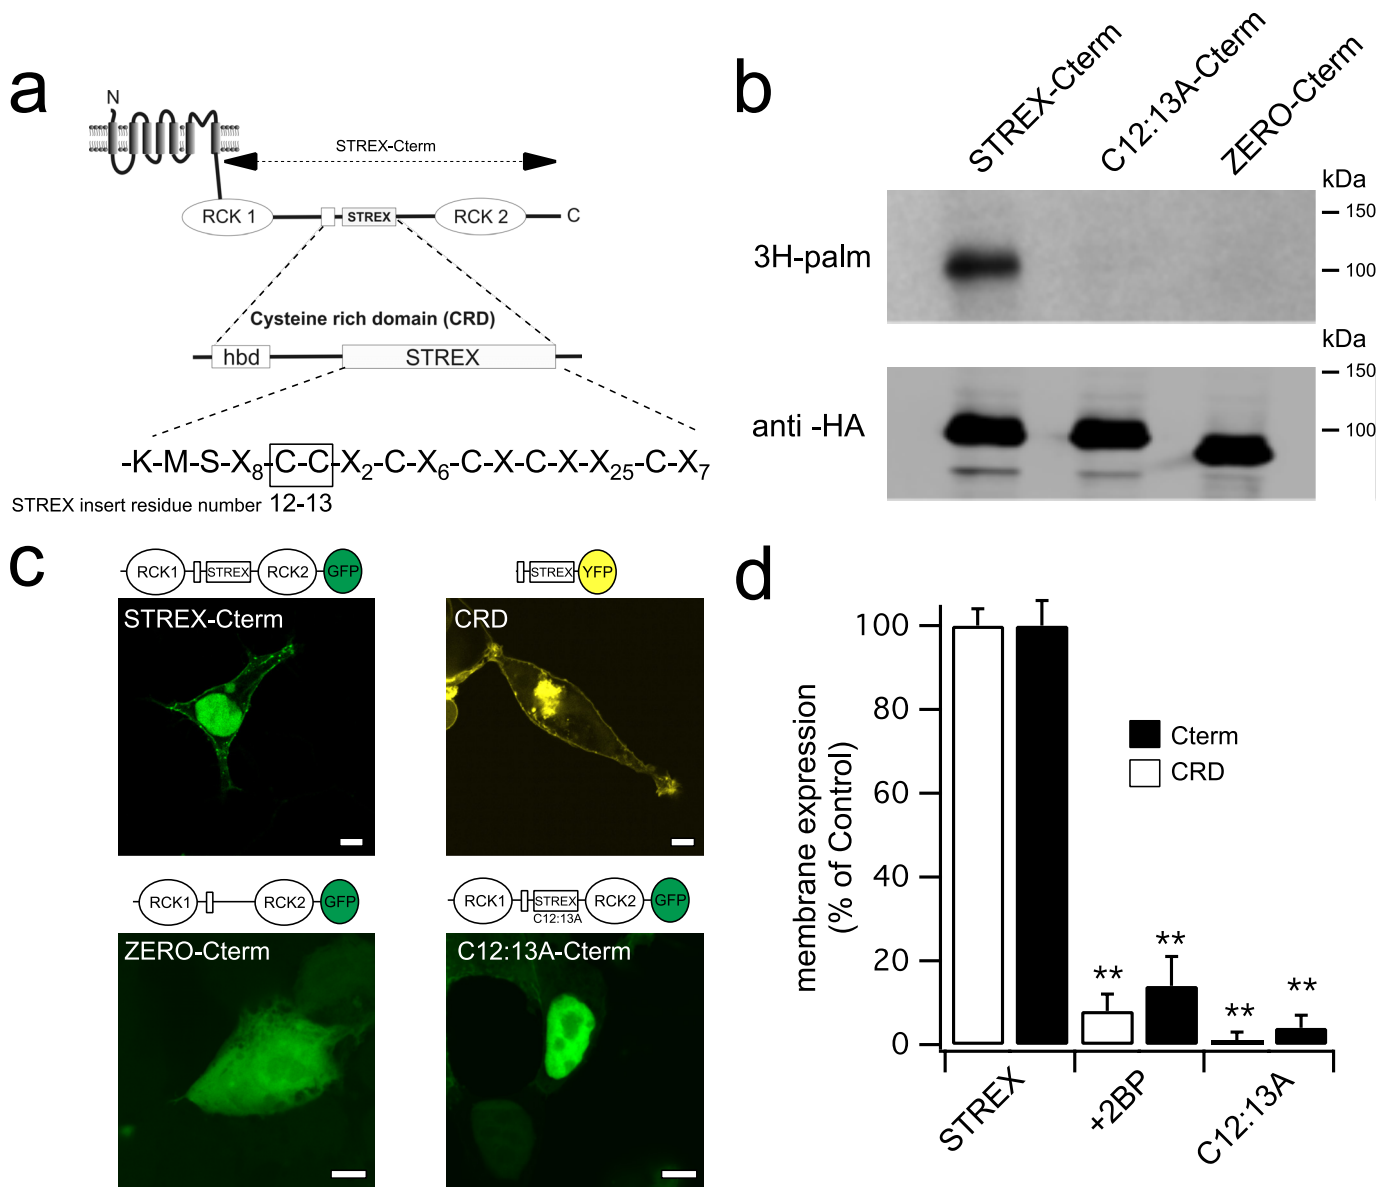 a
N
STREX-Cterm
RCK 1
STREX
RCK 2
C
Cysteine rich domain (CRD)
hbd
STREX
-K-M-S-X8-C-C-X2-C-X6-C-X-C-X-X25-C-X7
STREX insert residue number 12-13
b
STREX-Cterm
C12:13A-Cterm
ZERO-Cterm
kDa
150
3H-palm
100
kDa
150
anti -HA
100
c
RCK1
STREX
RCK2
GFP
STREX
YFP
STREX-Cterm
CRD
RCK1
RCK2
GFP
RCK1
STREX
C12:13A
RCK2
GFP
ZERO-Cterm
C12:13A-Cterm
d
membrane expression
(% of Control)
100
80
60
40
20
0
Cterm
CRD
**
**
**
**
STREX
+2BP
C12:13A